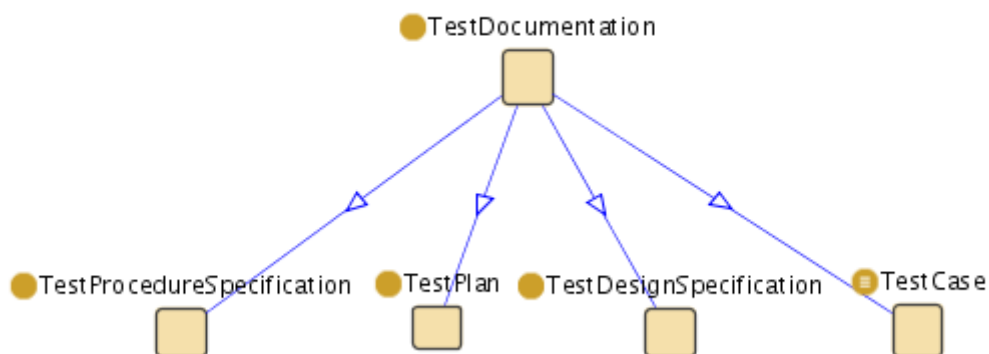 TestDocumentation
TestProcedureSpecification
TestPlan
TestDesignSpecification
TestCase